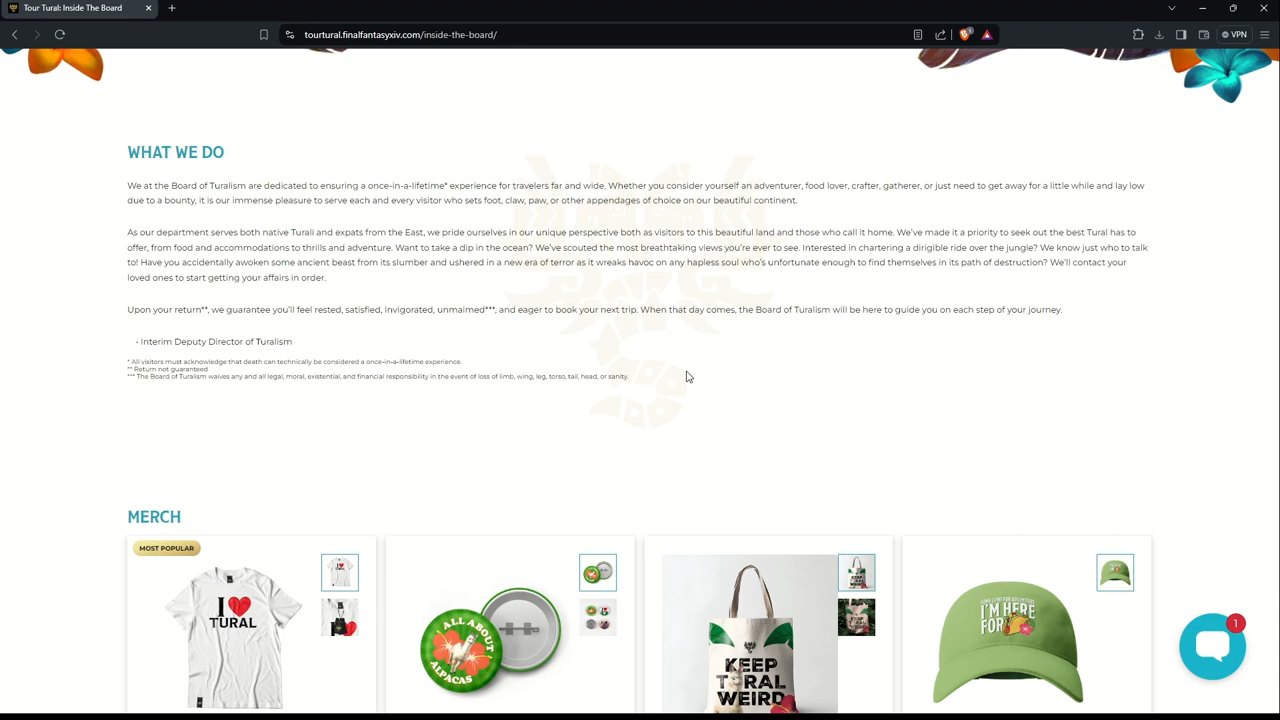 Tour Tural: Inside The Board
tourtural.finalfantasyxiv.com/inside-the-board/
1
VPN
WHAT WE DO
We at the Board of Turalism are dedicated to ensuring a once-in-a-lifetime* experience for travelers far and wide. Whether you consider yourself an adventurer, food lover, crafter, gatherer, or just need to get away for a little while and lay low
due to a bounty, it is our immense pleasure to serve each and every visitor who sets foot, claw, paw, or other appendages of choice on our beautiful continent.
As our department serves both native Turali and expats from the East, we pride ourselves in our unique perspective both as visitors to this beautiful land and those who call it home. We've made it a priority to seek out the best Tural has to
offer, from food and accommodations to thrills and adventure. Want to take a dip in the ocean? We've scouted the most breathtaking views you're ever to see. Interested in chartering a dirigible ride over the jungle? We know just who to talk
to! Have you accidentally awoken some ancient beast from its slumber and ushered in a new era of terror as it wreaks havoc on any hapless soul who's unfortunate enough to find themselves in its path of destruction? We'll contact your
loved ones to start getting your affairs in order.
Upon your return**, we guarantee you'll feel rested, satisfied, invigorated, unmaimed***, and eager to book your next trip. When that day comes, the Board of Turalism will be here to guide you on each step of your journey.
- Interim Deputy Director of Turalism
* All visitors must acknowledge that death can technically be considered a once-in-a-lifetime experience.
** Return not guaranteed
*** The Board of Turalism waives any and all legal, moral, existential, and financial responsibility in the event of loss of limb, wing, leg, torso, tail, head, or sanity.
MERCH
MOST POPULAR
I
TURAL
ALL ABOUT
ALPACAS
KEEP
TURAL
WEIRD
SOME COME FOR ADVENTURE
I'M HERE
FOR
1